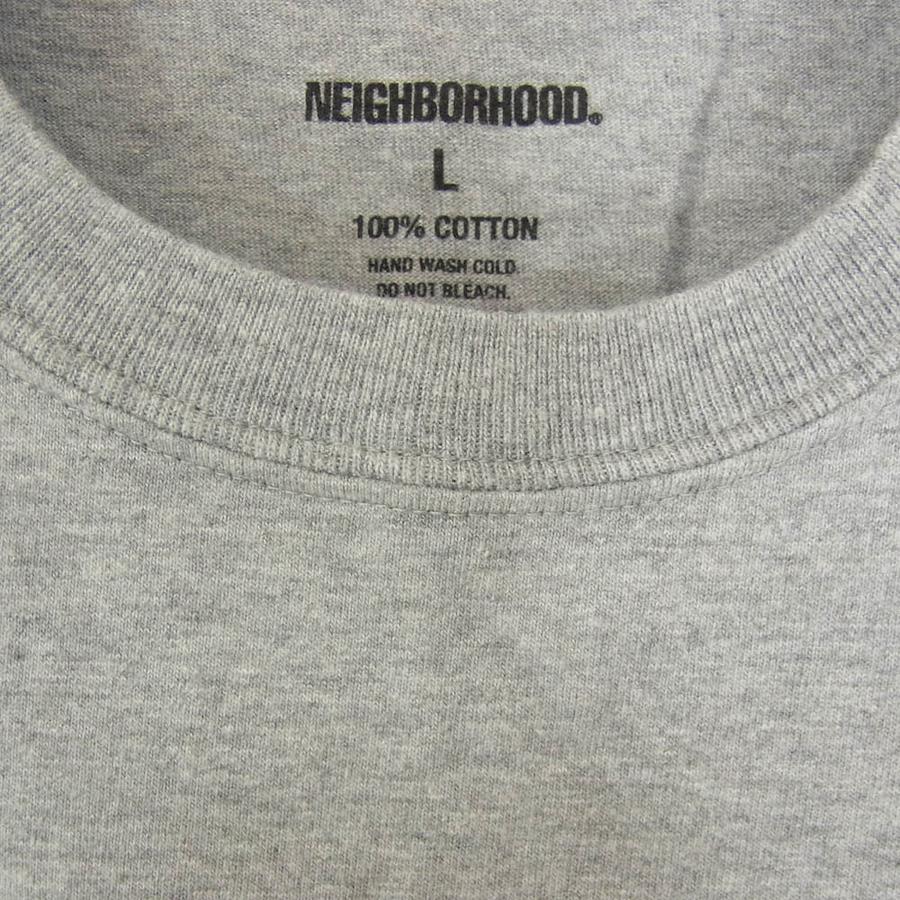 NEIGHBORHOOD®
L
100% COTTON
HAND WASH COLD.
DO NOT BLEACH.